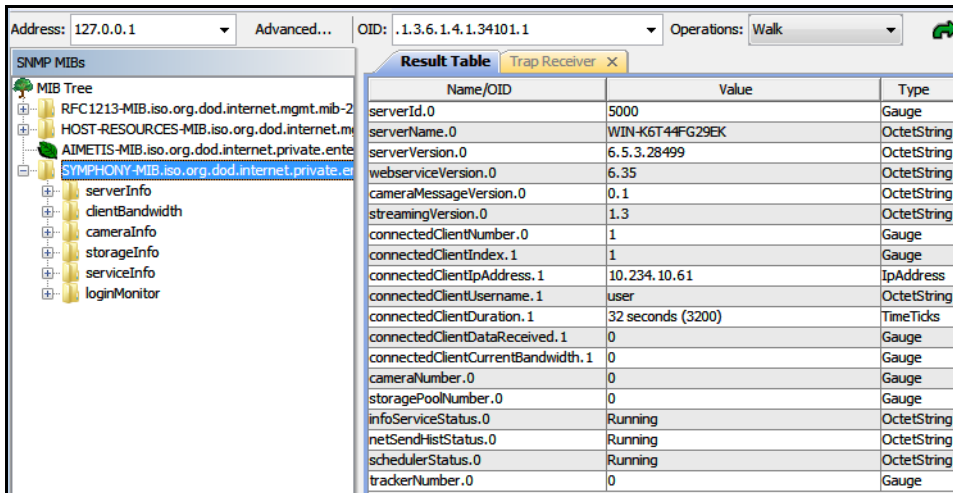 Address: 127.0.0.1 Advanced... OID: .1.3.6.1.4.1.34101.1 Operations: Walk
SNMP MIBs
MIB Tree
RFC1213-MIB.iso.org.dod.internet.mgmt.mib-2
HOST-RESOURCES-MIB.iso.org.dod.internet.m
AIMETIS-MIB.iso.org.dod.internet.private.ente
SYMPHONY-MIB.iso.org.dod.internet.private.er
serverInfo
clientBandwidth
cameraInfo
storageInfo
serviceInfo
loginMonitor
Result Table Trap Receiver
Name/OID Value Type
serverId.0 5000 Gauge
serverName.0 WIN-K6T44FG29EK OctetString
serverVersion.0 6.5.3.28499 OctetString
webserviceVersion.0 6.35 OctetString
cameraMessageVersion.0 0.1 OctetString
streamingVersion.0 1.3 OctetString
connectedClientNumber.0 1 Gauge
connectedClientIndex.1 1 Gauge
connectedClientIpAddress.1 10.234.10.61 IpAddress
connectedClientUsername.1 user OctetString
connectedClientDuration.1 32 seconds (3200) TimeTicks
connectedClientDataReceived.1 0 Gauge
connectedClientCurrentBandwidth.1 0 Gauge
cameraNumber.0 0 Gauge
storagePoolNumber.0 0 Gauge
infoServiceStatus.0 Running OctetString
netSendHistStatus.0 Running OctetString
schedulerStatus.0 Running OctetString
trackerNumber.0 0 Gauge